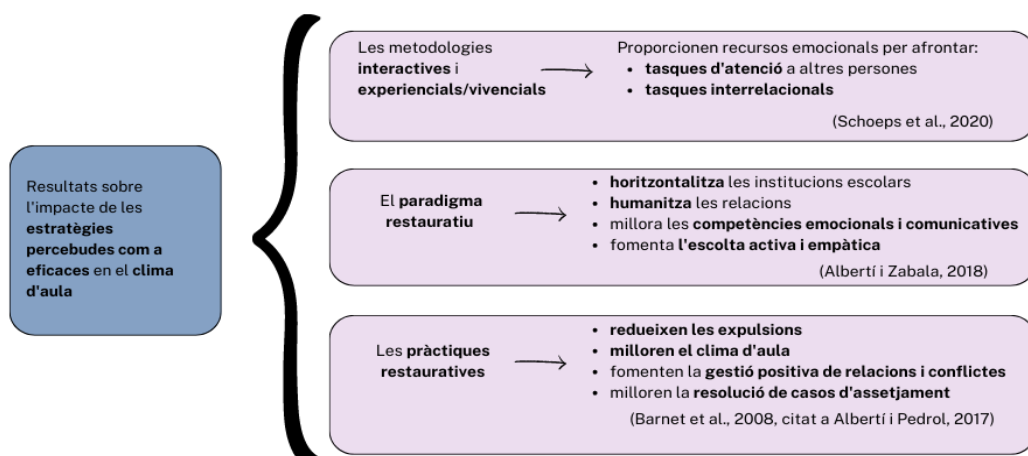 Resultats sobre
l'impacte de les
estratègies
percebudes com a
eficaces en el clima
d'aula
Les metodologies
interactives i
experiencials/vivencials
Proporcionen recursos emocionals per afrontar:
• tasques d'atenció a altres persones
• tasques interrelacionals
(Schoeps et al., 2020)
El paradigma
restauratiu
• horitzontalitza les institucions escolars
• humanitza les relacions
• millora les competències emocionals i comunicatives
• fomenta l'escolta activa i empàtica
(Albertí i Zabala, 2018)
Les pràctiques
restauratives
• redueixen les expulsions
• milloren el clima d'aula
• fomenten la gestió positiva de relacions i conflictes
• milloren la resolució de casos d'assetjament
(Barnet et al., 2008, citat a Albertí i Pedrol, 2017)